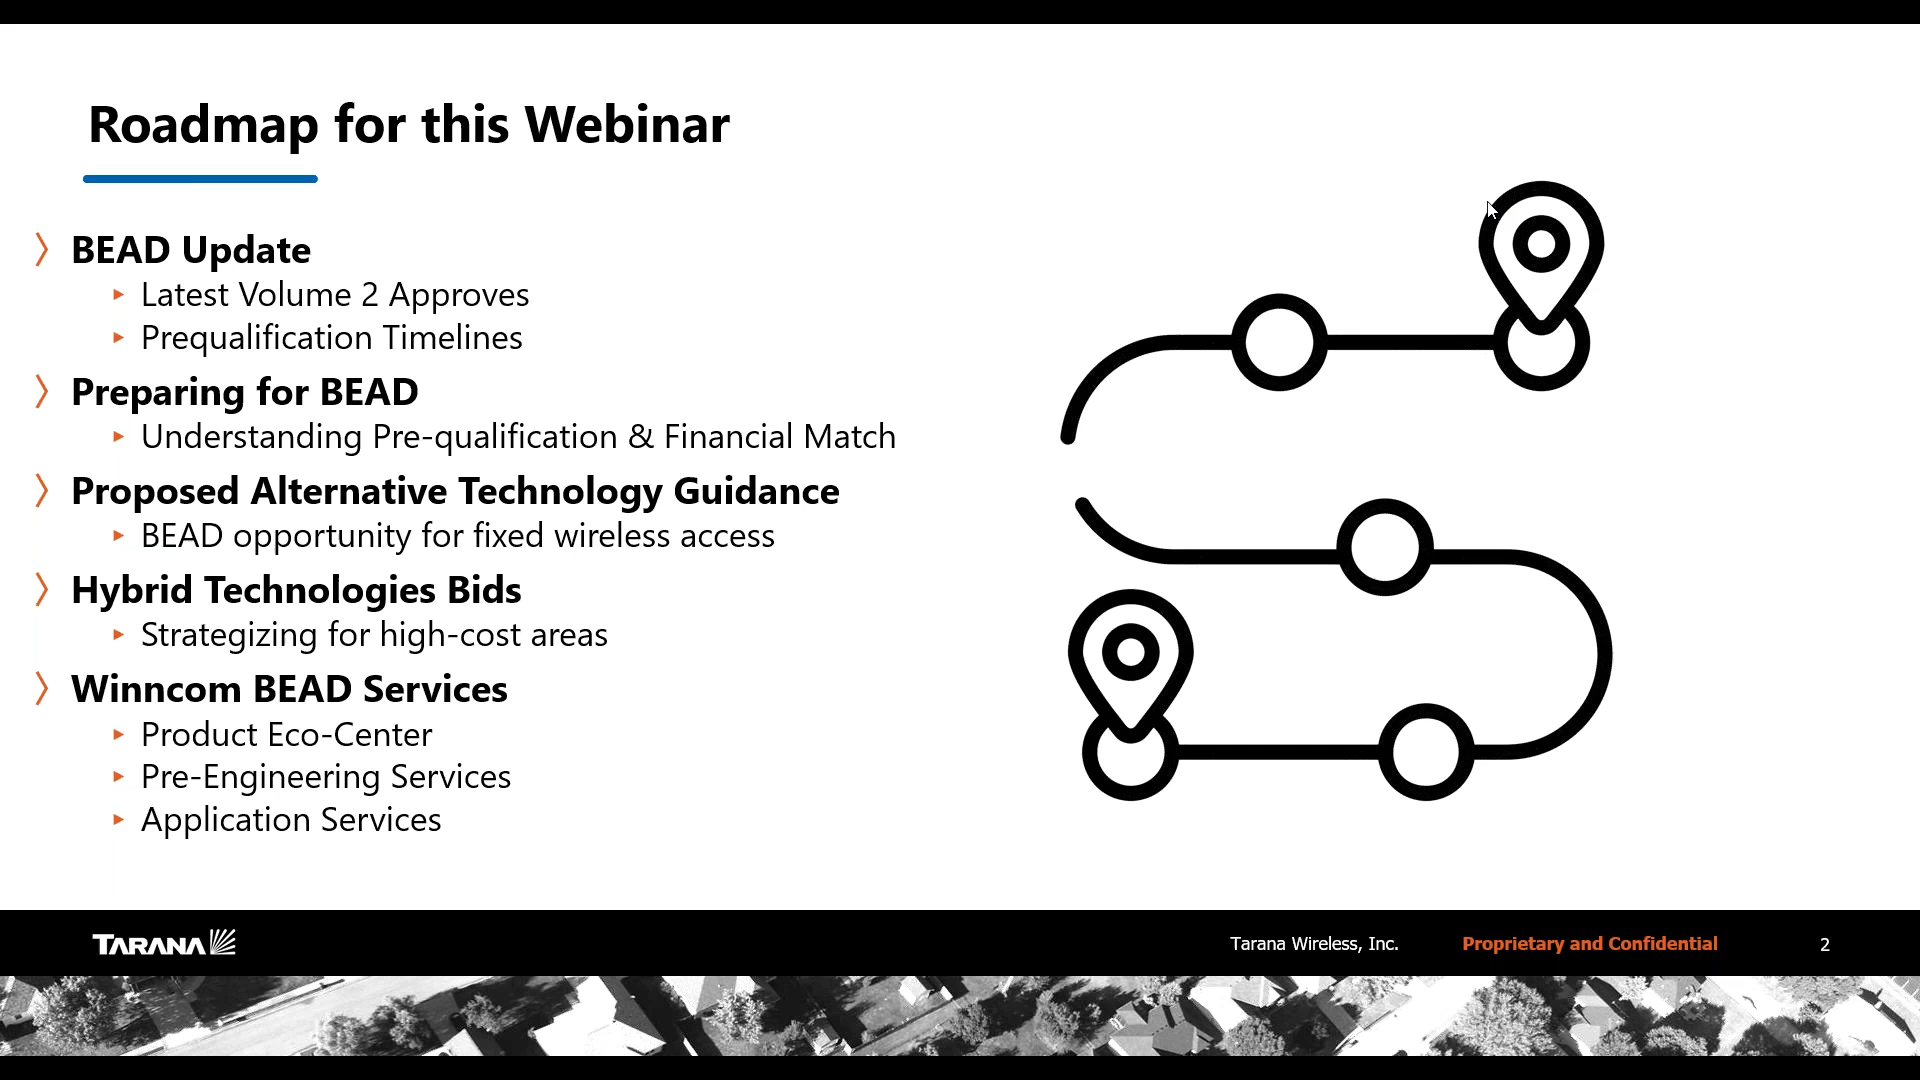 Roadmap for this Webinar
BEAD Update
Latest Volume 2 Approves
Prequalification Timelines
Preparing for BEAD
Understanding Pre-qualification & Financial Match
Proposed Alternative Technology Guidance
BEAD opportunity for fixed wireless access
Hybrid Technologies Bids
Strategizing for high-cost areas
Winncom BEAD Services
Product Eco-Center
Pre-Engineering Services
Application Services
TARANA
Tarana Wireless, Inc.
Proprietary and Confidential
2